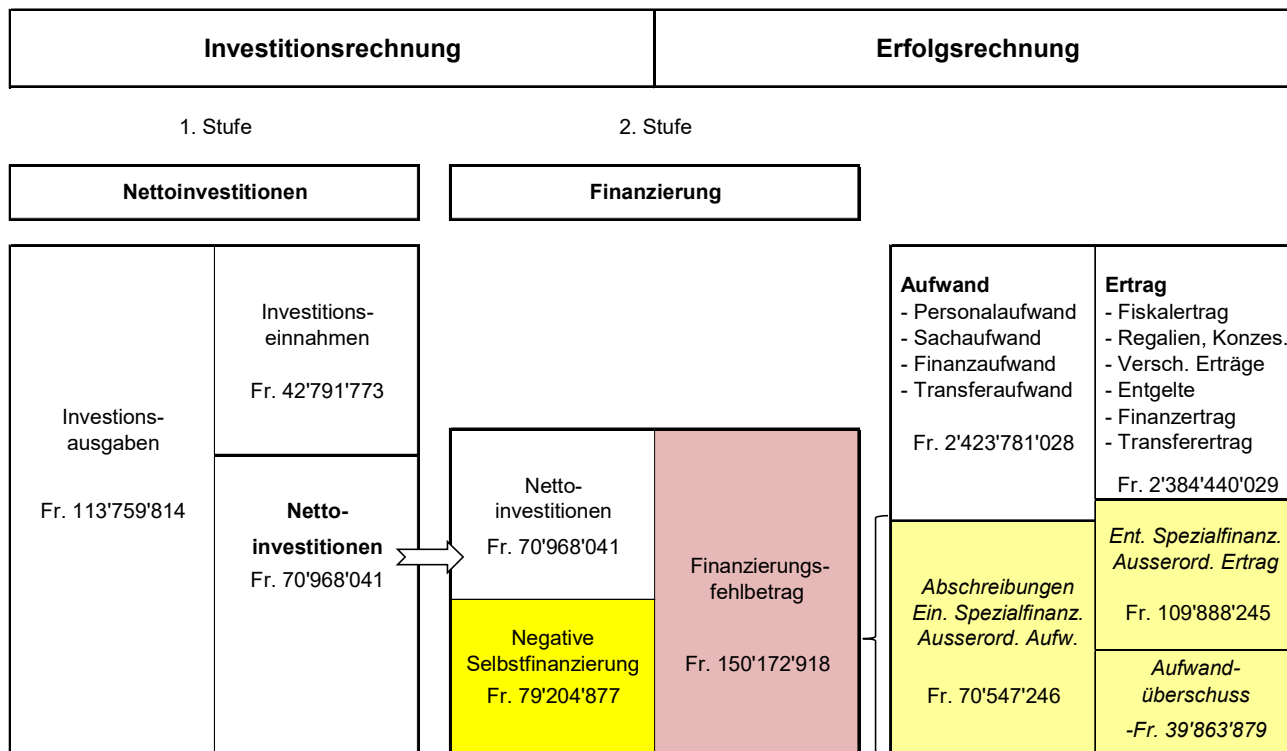 Investitionsrechnung
Erfolgsrechnung
1. Stufe
2. Stufe
Nettoinvestitionen
Finanzierung
Investions-
ausgaben
Fr. 113'759'814
Investitions-
einnahmen
Fr. 42'791'773
Netto-
investitionen
Fr. 70'968'041
Netto-
investitionen
Fr. 70'968'041
Negative
Selbstfinanzierung
Fr. 79'204'877
Finanzierungs-
fehlbetrag
Fr. 150'172'918
Aufwand
- Personalaufwand
- Sachaufwand
- Finanzaufwand
- Transferaufwand
Fr. 2'423'781'028
Abschreibungen
Ein. Spezialfinanz.
Ausserord. Aufw.
Fr. 70'547'246
Ertrag
- Fiskalertrag
- Regalien, Konzes.
- Versch. Erträge
- Entgelte
- Finanzertrag
- Transferertrag
Fr. 2'384'440'029
Ent. Spezialfinanz.
Ausserord. Ertrag
Fr. 109'888'245
Aufwand-
überschuss
-Fr. 39'863'879